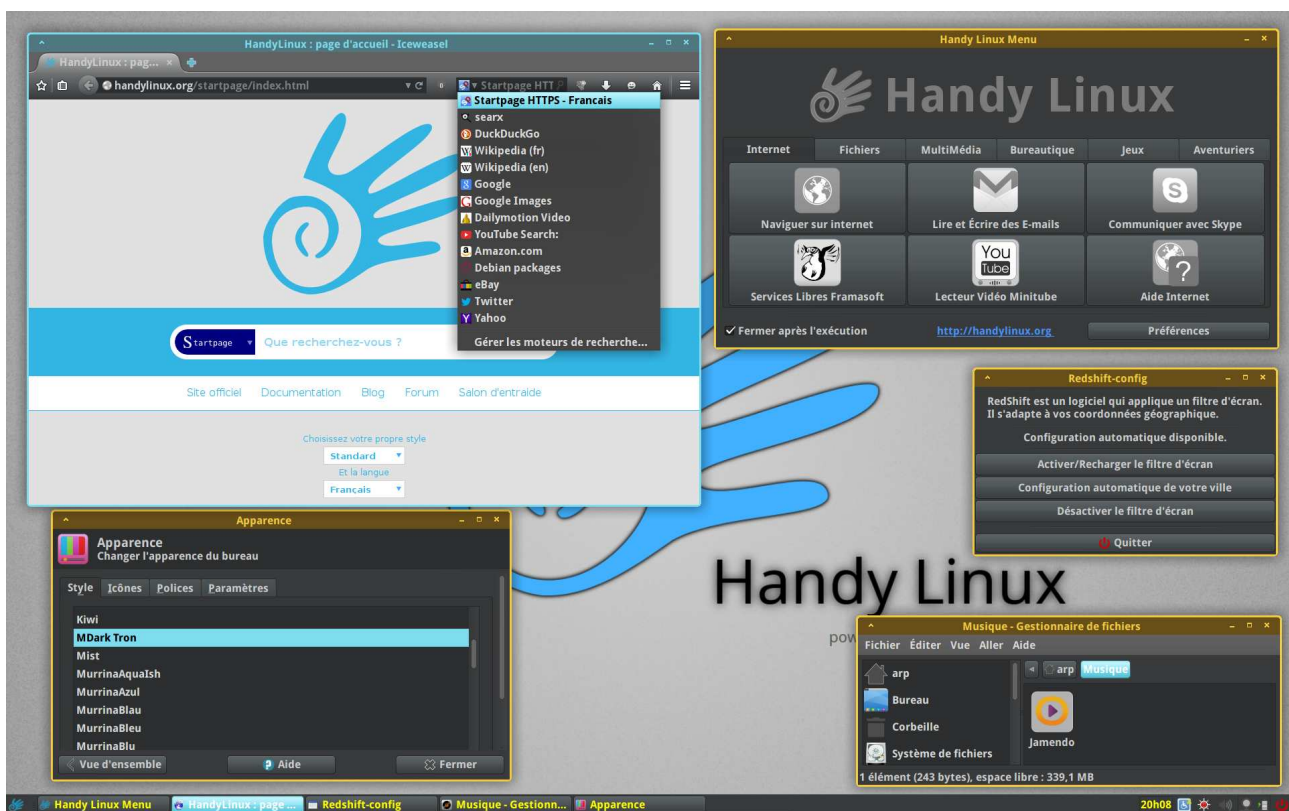 HandyLinux : page d'accueil - Iceweasel
HandyLinux : pag...
handylinux.org/startpage/index.html
Startpage HTT
Startpage HTTPS - Francais
searx
DuckDuckGo
Wikipedia (fr)
Wikipedia (en)
Google
Google Images
Dailymotion Video
YouTube Search:
Amazon.com
Debian packages
eBay
Twitter
Yahoo
Gérer les moteurs de recherche...
Startpage
Que recherchez-vous ?
Site officiel Documentation Blog Forum Salon d'entraide
Choisissez votre propre style
Standard
Et la langue
Français
Handy Linux Menu
Handy Linux
Internet Fichiers MultiMédia Bureautique Jeux Aventuriers
Naviguer sur internet Lire et Écrire des E-mails Communiquer avec Skype
You
Tube
Services Libres Framasoft Lecteur Vidéo Minitube Aide Internet
Fermer après l'exécution http://handylinux.org Préférences
Redshift-config
RedShift est un logiciel qui applique un filtre d'écran.
Il s'adapte à vos coordonnées géographique.
Configuration automatique disponible.
Activer/Recharger le filtre d'écran
Configuration automatique de votre ville
Désactiver le filtre d'écran
Quitter
Apparence
Apparence
Changer l'apparence du bureau
Style Icônes Polices Paramètres
Kiwi
MDark Tron
Mist
MurrinaAquaIsh
MurrinaAzul
MurrinaBlau
MurrinaBleu
MurrinaBlu
Vue d'ensemble Aide Fermer
Handy Linux
pow
Musique - Gestionnaire de fichiers
Fichier Éditer Vue Aller Aide
arp
Bureau
Corbeille
Système de fichiers
arp Musique
Jamendo
1 élément (243 bytes), espace libre : 339,1 MB
Handy Linux Menu HandyLinux : page ... Redshift-config Musique - Gestionn... Apparence 20h08